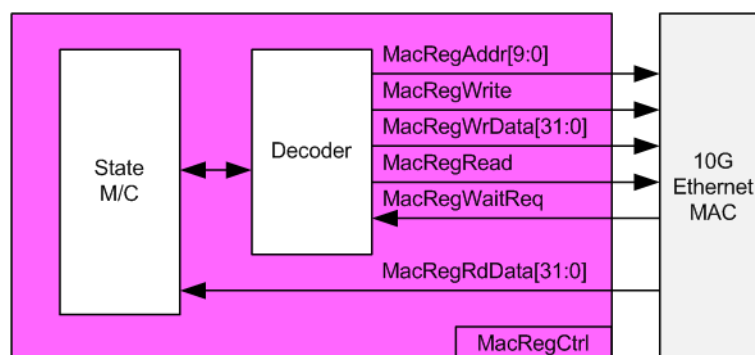 State
M/C
Decoder
MacRegAddr[9:0]
MacRegWrite
MacRegWrData[31:0]
MacRegRead
MacRegWaitReq
MacRegRdData[31:0]
MacRegCtrl
10G
Ethernet
MAC